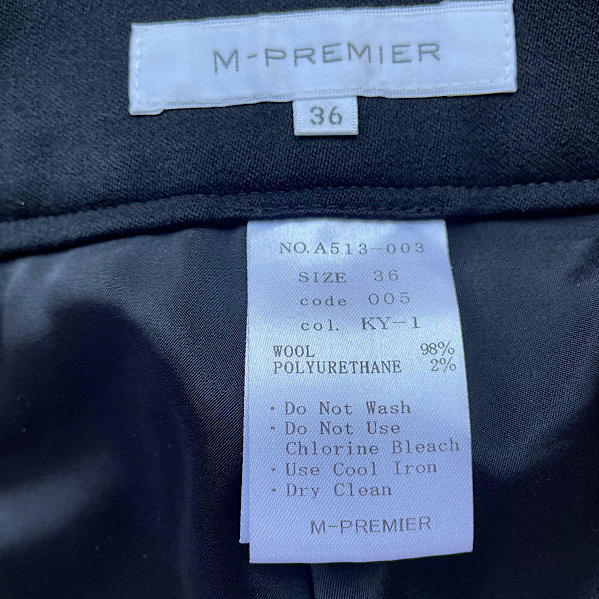 M-PREMIER
36
NO.A513-003
SIZE 36
code 005
col. KY-1
WOOL 98%
POLYURETHANE 2%
・Do Not Wash
・Do Not Use
Chlorine Bleach
・Use Cool Iron
・Dry Clean
M-PREMIER